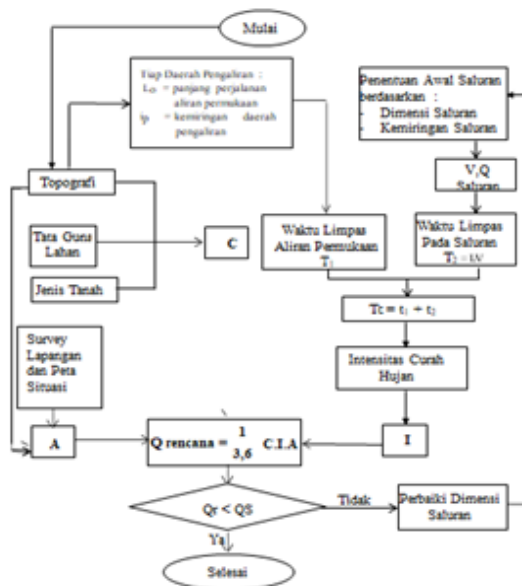 Mulai
Tiap Daerah Pengaliran :
Lo = panjang perjalanan
aliran permukaan
ip = kemiringan daerah
pengaliran
Penentuan Awal Saluran
berdasarkan :
- Dimensi Saluran
- Kemiringan Saluran
V,Q
Saluran
Topografi
Tata Guna
Lahan
C
Jenis Tanah
Waktu Limpas
Aliran Permukaan
T1
Waktu Limpas
Pada Saluran
T2 = L/V
Tc = t1 + t2
Survey
Lapangan
dan Peta
Situasi
Intensitas Curah
Hujan
A
Q rencana = 1/3,6 C.I.A
I
Qr < QS
Tidak
Perbaiki Dimensi
Saluran
Ya
Selesai